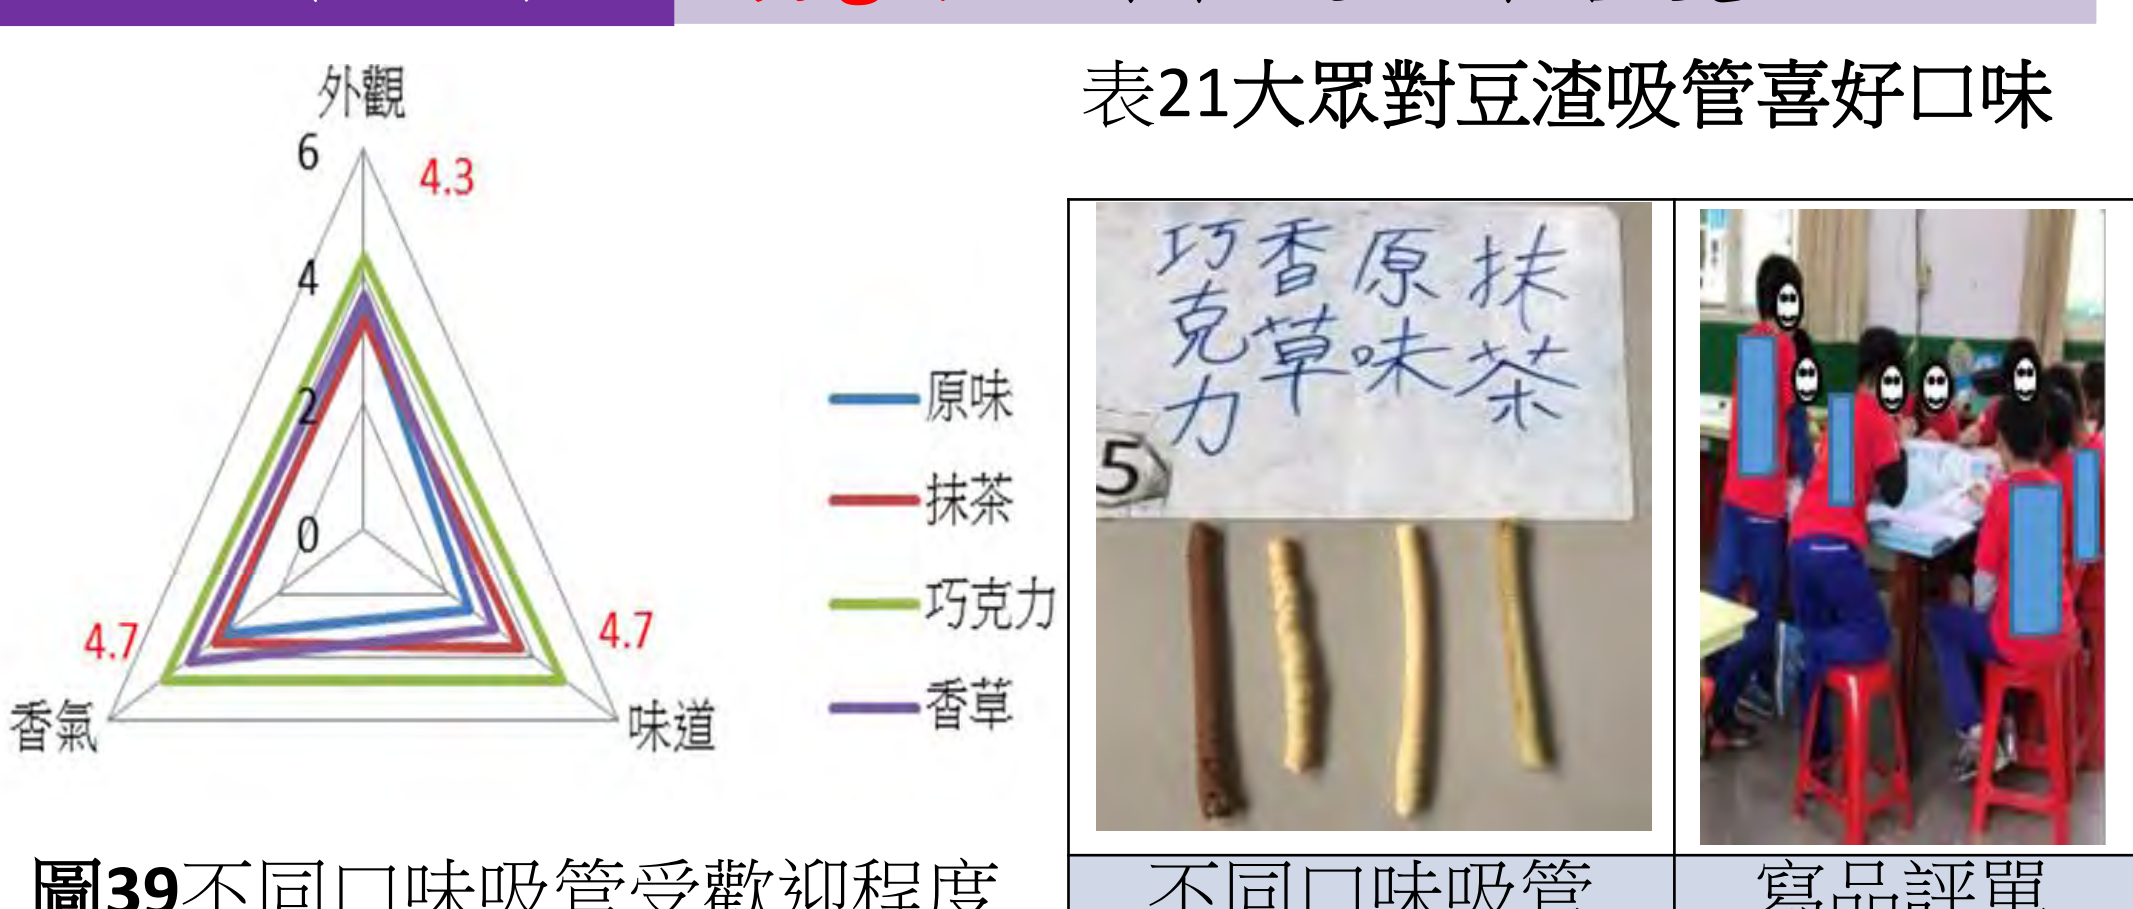 外觀
6
4.3
4
2
0
4.7
4.7
香氣
味道
原味
抹茶
巧克力
香草
圖39不同口味吸管受歡迎程度
表21大眾對豆渣吸管喜好口味
巧克力
香草
原味
抹茶
5
不同口味吸管
寫品評單